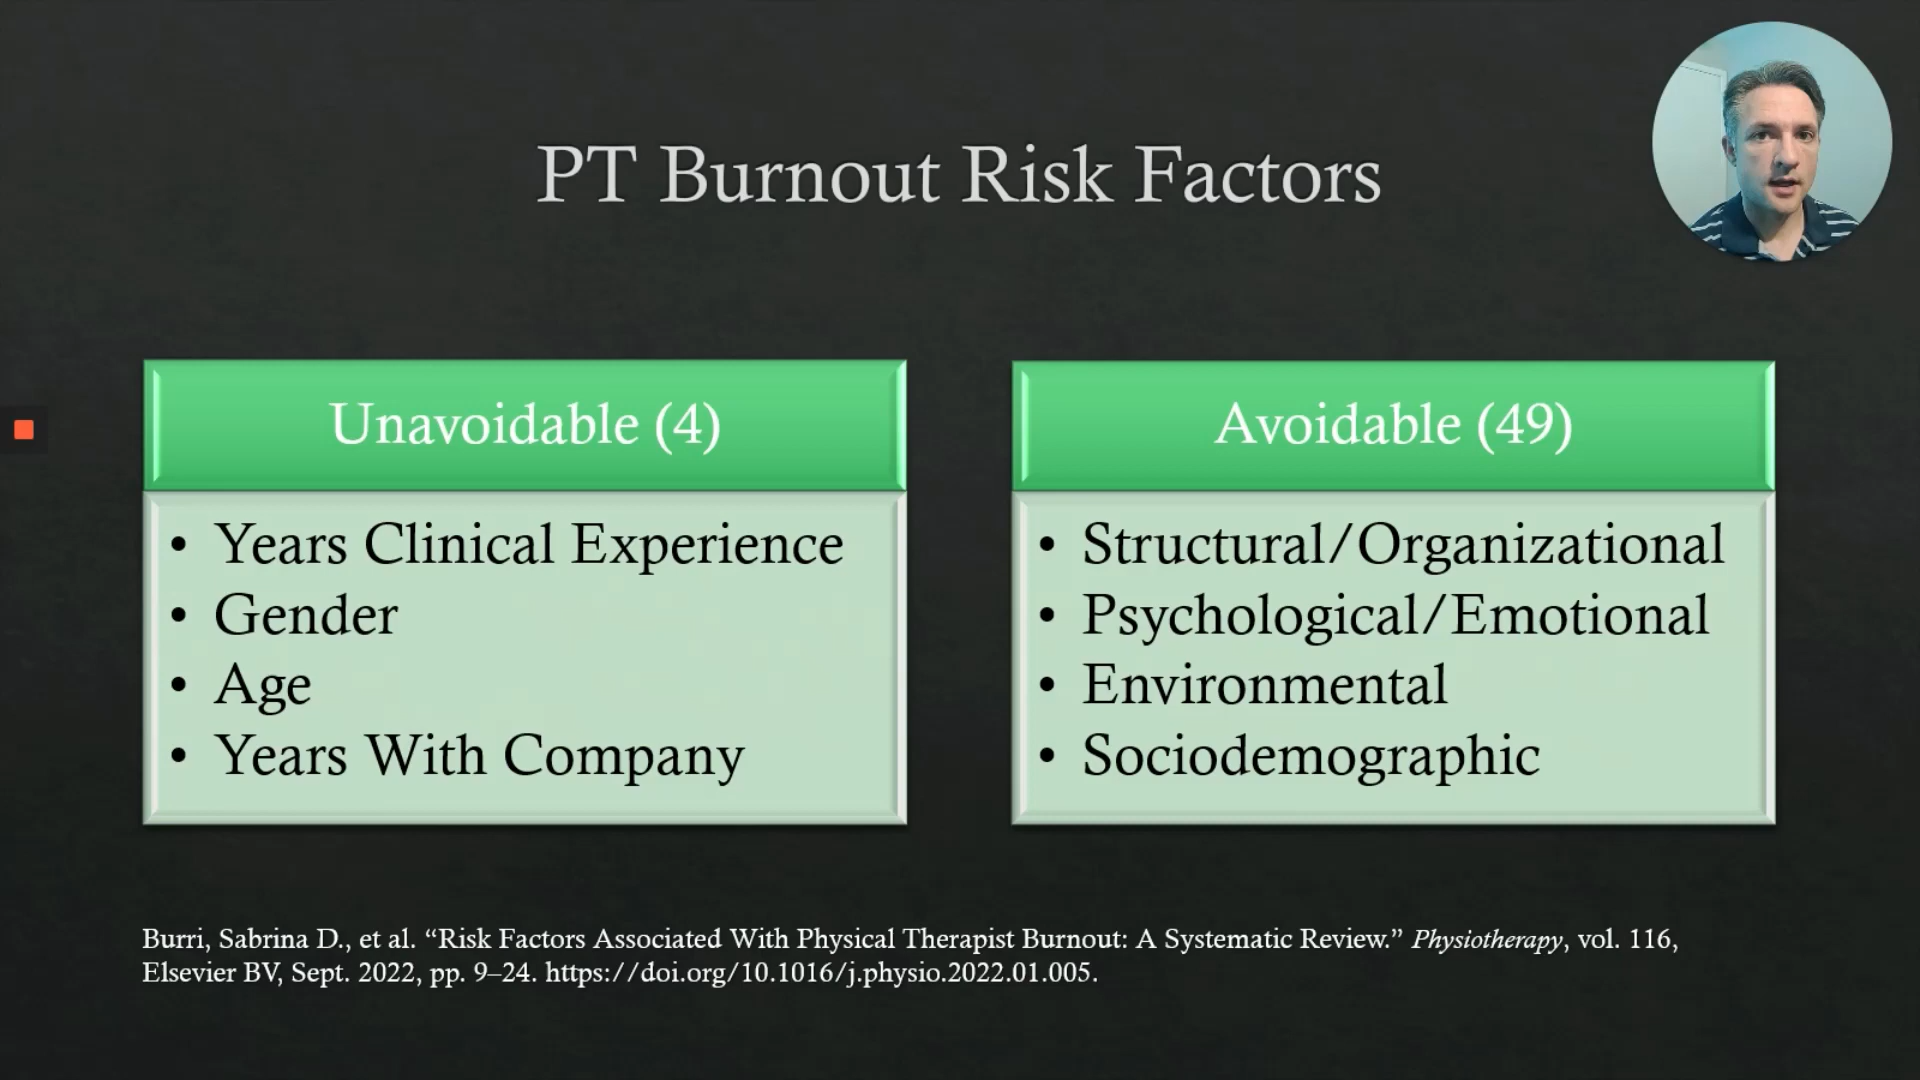 PT Burnout Risk Factors
Unavoidable (4)
• Years Clinical Experience
• Gender
• Age
• Years With Company
Avoidable (49)
• Structural/Organizational
• Psychological/Emotional
• Environmental
• Sociodemographic
Burri, Sabrina D., et al. “Risk Factors Associated With Physical Therapist Burnout: A Systematic Review.” Physiotherapy, vol. 116,
Elsevier BV, Sept. 2022, pp. 9–24. https://doi.org/10.1016/j.physio.2022.01.005.